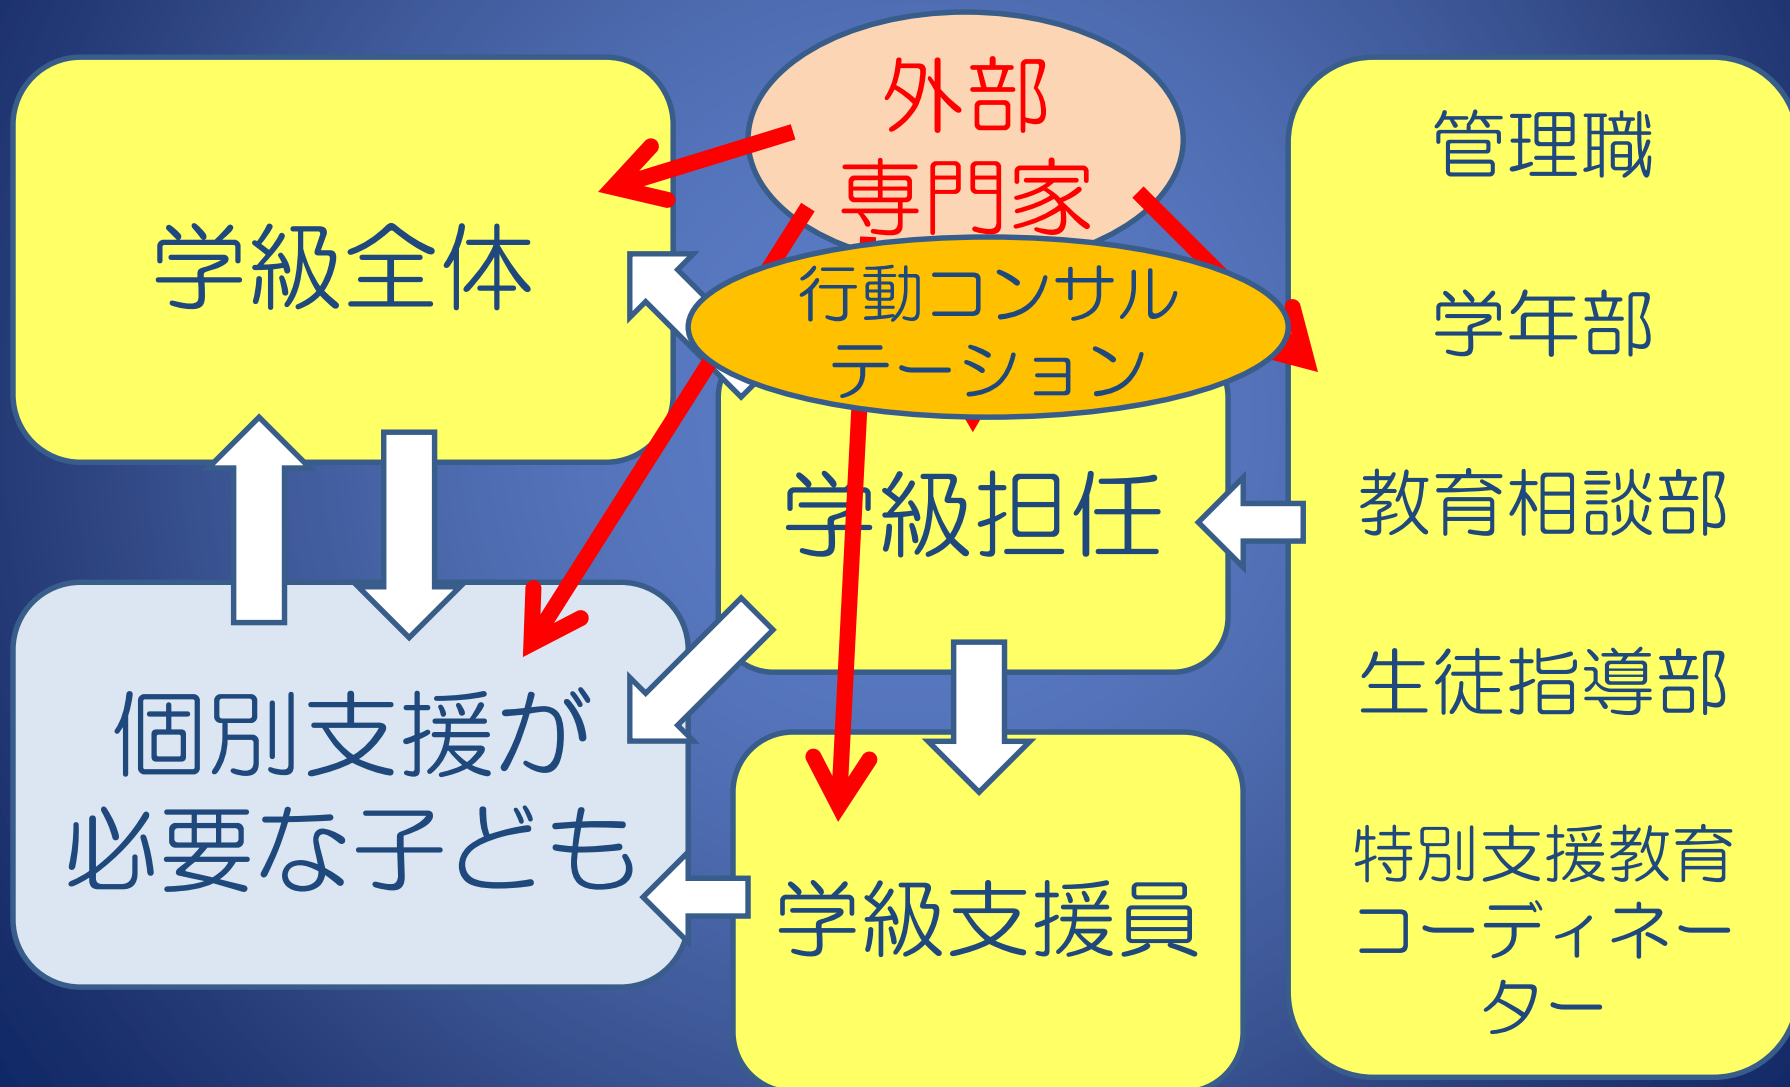 外部
専門家
行動コンサル
テーション
学級全体
学級担任
個別支援が
必要な子ども
学級支援員
管理職
学年部
教育相談部
生徒指導部
特別支援教育
コーディネー
ター